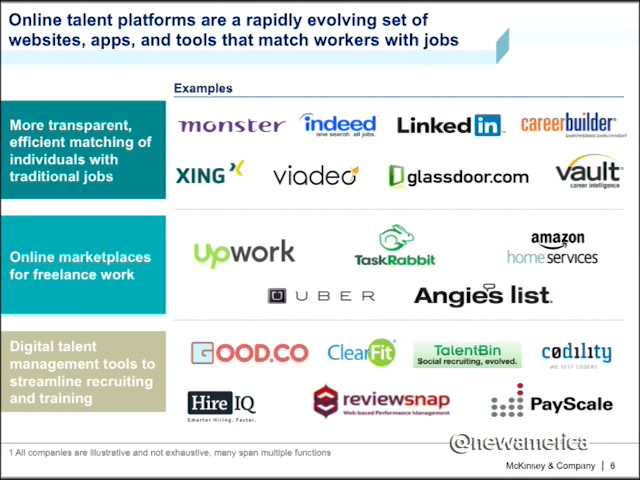 Online talent platforms are a rapidly evolving set of
websites, apps, and tools that match workers with jobs
Examples
More transparent,
efficient matching of
individuals with
traditional jobs
monster
indeed
one search. all jobs.
LinkedIn
careerbuilder
EMPOWERING EMPLOYMENT
XING
viadeo
glassdoor.com
vault
career intelligence
Online marketplaces
for freelance work
upwork
TaskRabbit
amazon
home services
UBER
Angie's list.
Digital talent
management tools to
streamline recruiting
and training
GOOD.CO
ClearFit
TalentBin
Social recruiting, evolved.
codility
WE TEST CODERS
Hire IQ
Smarter Hiring. Faster.
reviewsnap
Web-based Performance Management
PayScale
@newamerica
1 All companies are illustrative and not exhaustive, many span multiple functions
McKinsey & Company | 6